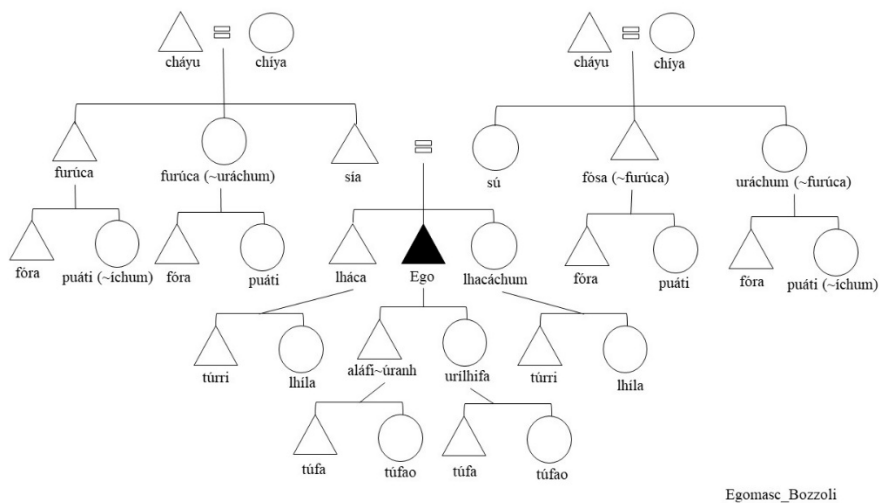 cháyu chíya cháyu chíya
furúca furúca (~uráchum) sía sú fósa (~furúca) uráchum (~furúca)
fóra puáti (~íchum) fóra puáti lháca Ego lhacáchum fóra puáti fóra puáti (~íchum)
túrri lhíla aláfi~úranh urílhifa túrri lhíla
túfa túfao túfa túfao
Egomasc_Bozzoli